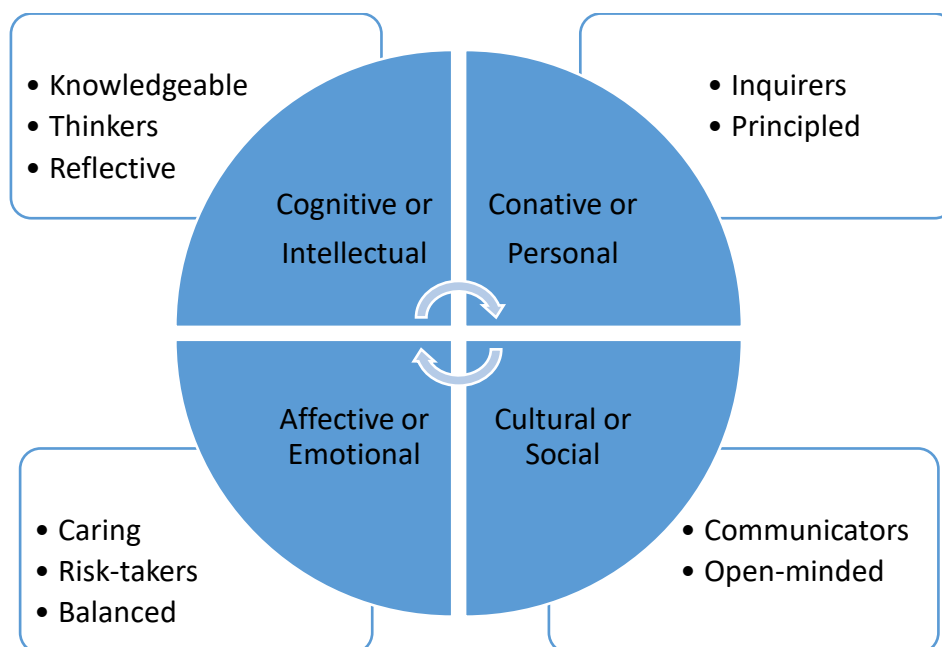 • Knowledgeable
• Thinkers
• Reflective
• Inquirers
• Principled
Cognitive or
Intellectual
Conative or
Personal
Affective or
Emotional
Cultural or
Social
• Caring
• Risk-takers
• Balanced
• Communicators
• Open-minded